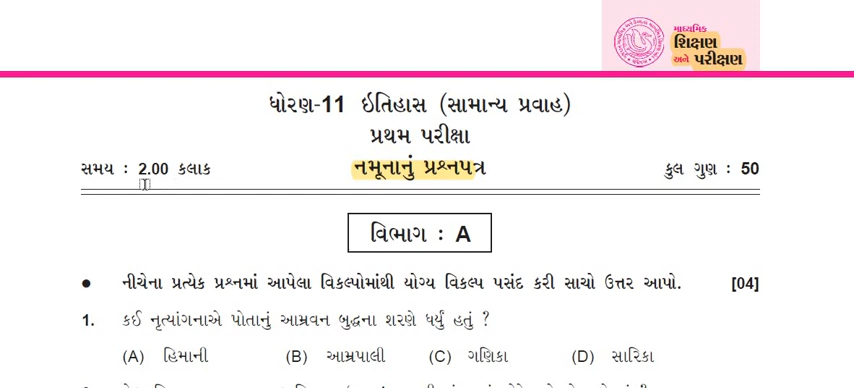 માધ્યમિક
શિક્ષણ
અને પરીક્ષણ
ધોરણ-11 ઇતિહાસ (સામાન્ય પ્રવાહ)
પ્રથમ પરીક્ષા
સમય : 2.00 કલાક નમૂનાનું પ્રશ્નપત્ર કુલ ગુણ : 50
વિભાગ : A
● નીચેના પ્રત્યેક પ્રશ્નમાં આપેલા વિકલ્પોમાંથી યોગ્ય વિકલ્પ પસંદ કરી સાચો ઉત્તર આપો. [04]
1. કઈ નૃત્યાંગનાએ પોતાનું આમ્રવન બુદ્ધના શરણે ધર્યું હતું ?
(A) હિમાની (B) આમ્રપાલી (C) ગણિકા (D) સારિકા